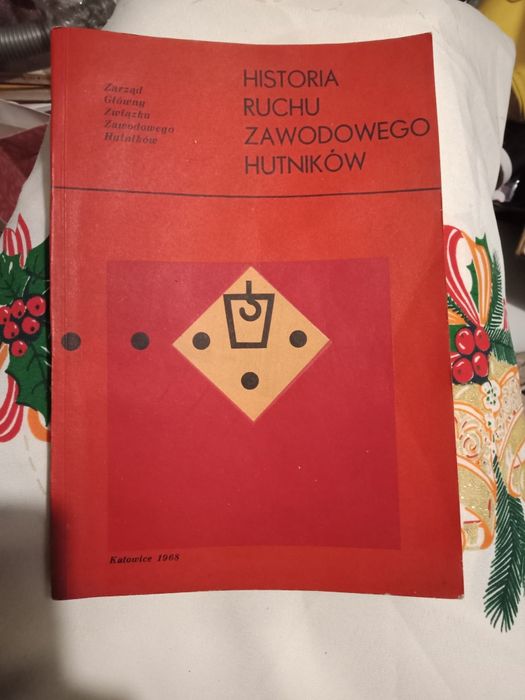 Zarząd
Główny
Związku
Zawodowego
Hutników
HISTORIA
RUCHU
ZAWODOWEGO
HUTNIKÓW
Katowice 1968